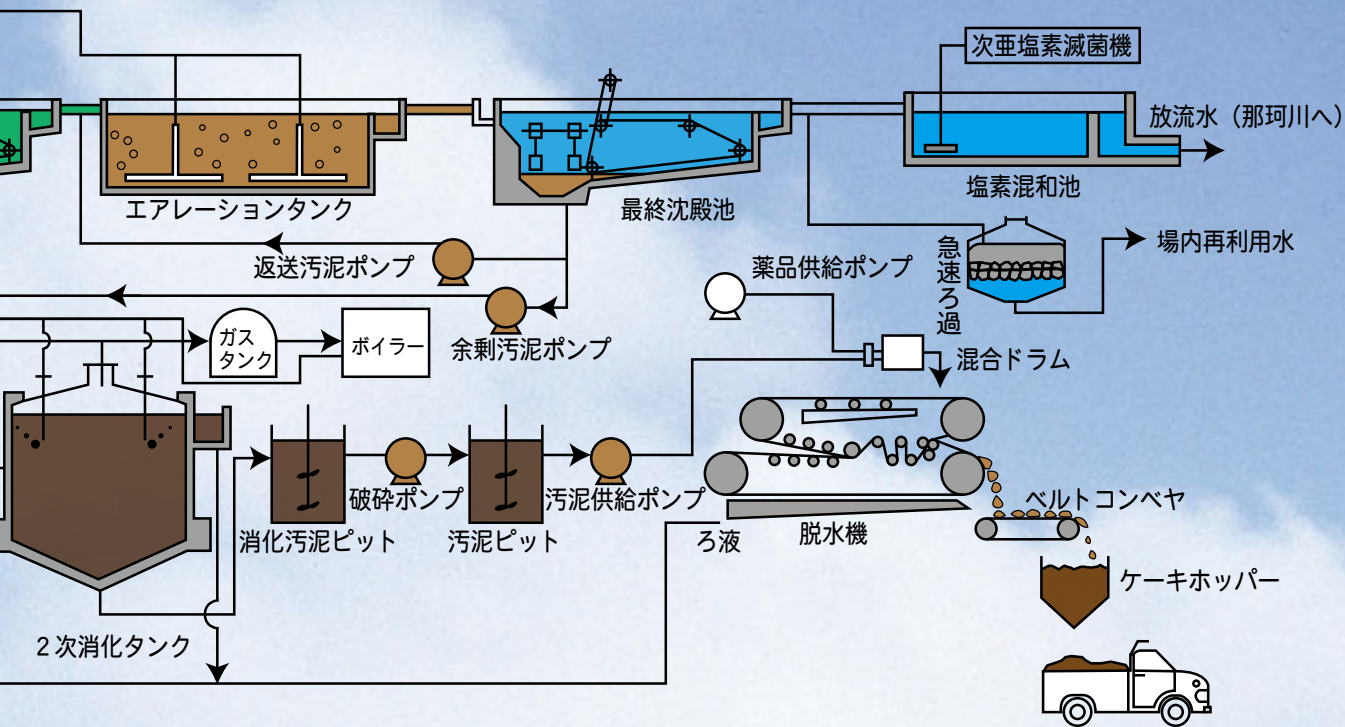 次亜塩素滅菌機
放流水（那珂川へ）
エアレーションタンク
最終沈殿池
塩素混和池
返送汚泥ポンプ
薬品供給ポンプ
急速ろ過
場内再利用水
ガス
タンク
ボイラー
余剰汚泥ポンプ
混合ドラム
破砕ポンプ
汚泥供給ポンプ
ベルトコンベヤ
消化汚泥ピット
汚泥ピット
ろ液
脱水機
ケーキホッパー
２次消化タンク